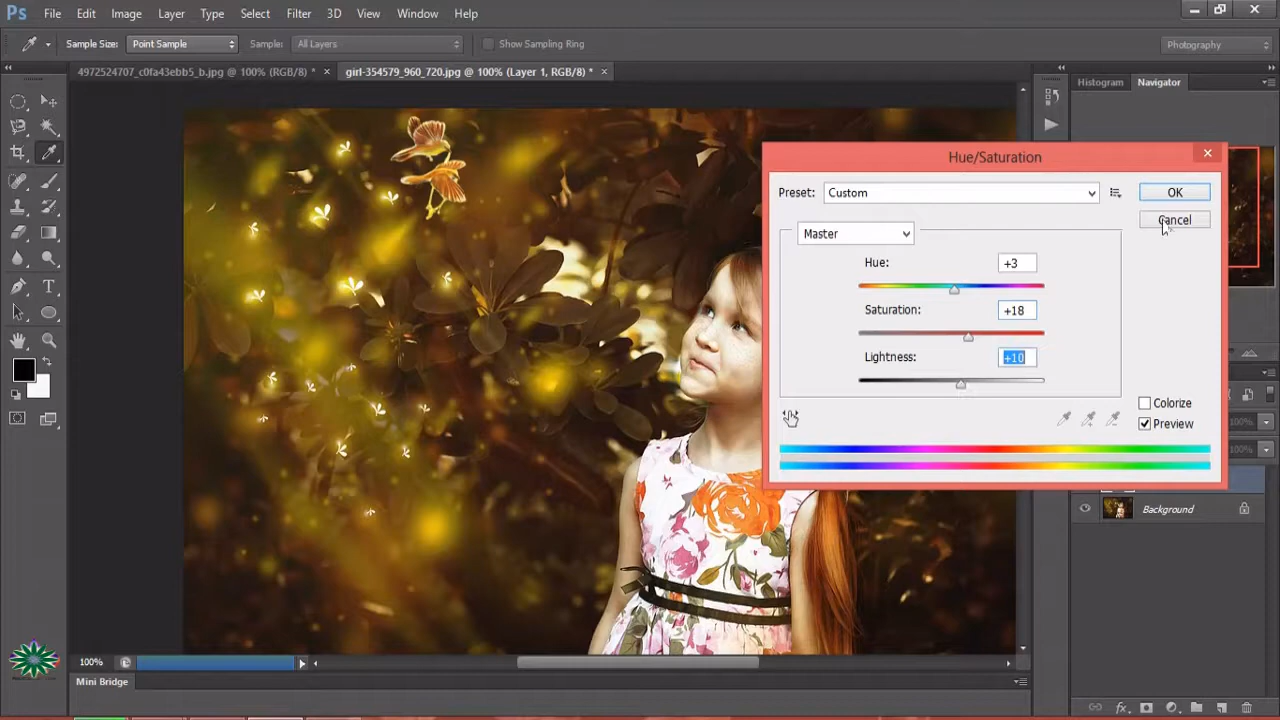 Ps File Edit Image Layer Type Select Filter 3D View Window Help
Sample Size: Point Sample Sample: All Layers Show Sampling Ring Photography
4972524707_c0fa43ebb5_b.jpg @ 100% (RGB/8) * × girl-354579_960_720.jpg @ 100% (Layer 1, RGB/8) * ×
Histogram Navigator
Hue/Saturation
Preset: Custom OK
Cancel
Master
Hue: +3
Saturation: +18
Lightness: +10
Colorize
Preview
100%
100%
Background
100%
Mini Bridge